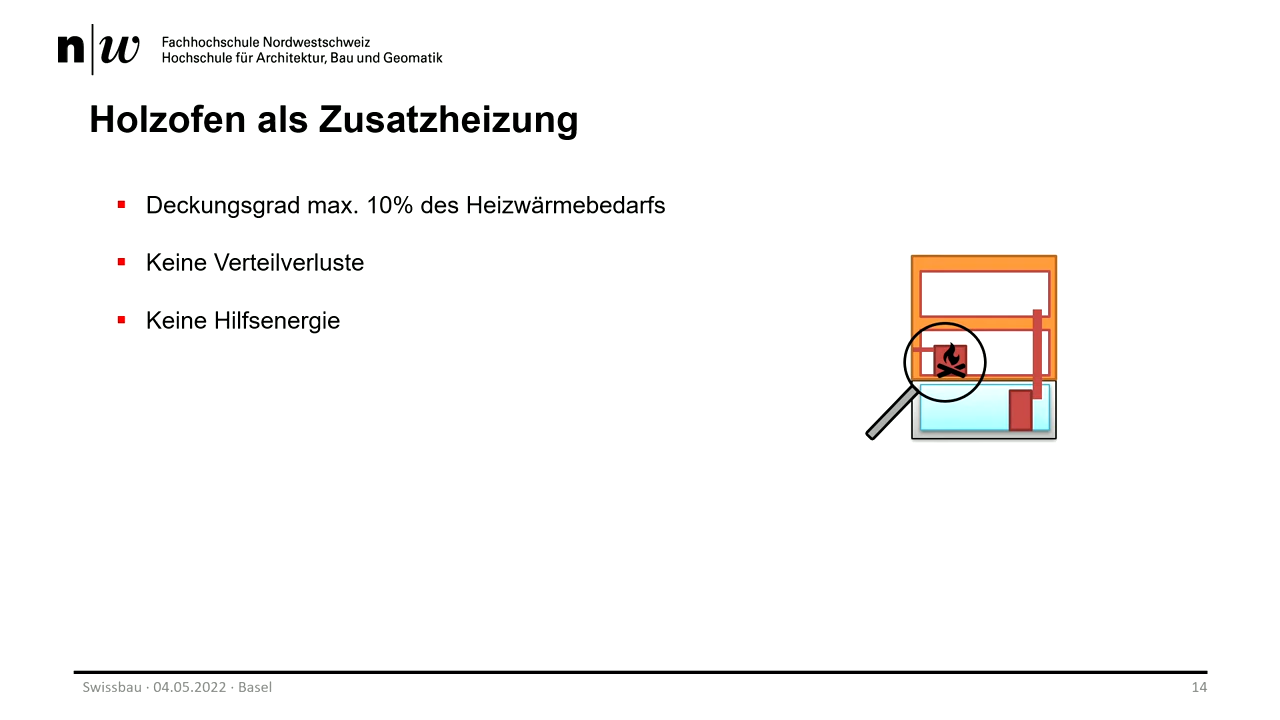 n|w
Fachhochschule Nordwestschweiz
Hochschule für Architektur, Bau und Geomatik
Holzofen als Zusatzheizung
▪ Deckungsgrad max. 10% des Heizwärmebedarfs
▪ Keine Verteilverluste
▪ Keine Hilfsenergie
Swissbau · 04.05.2022 · Basel
14